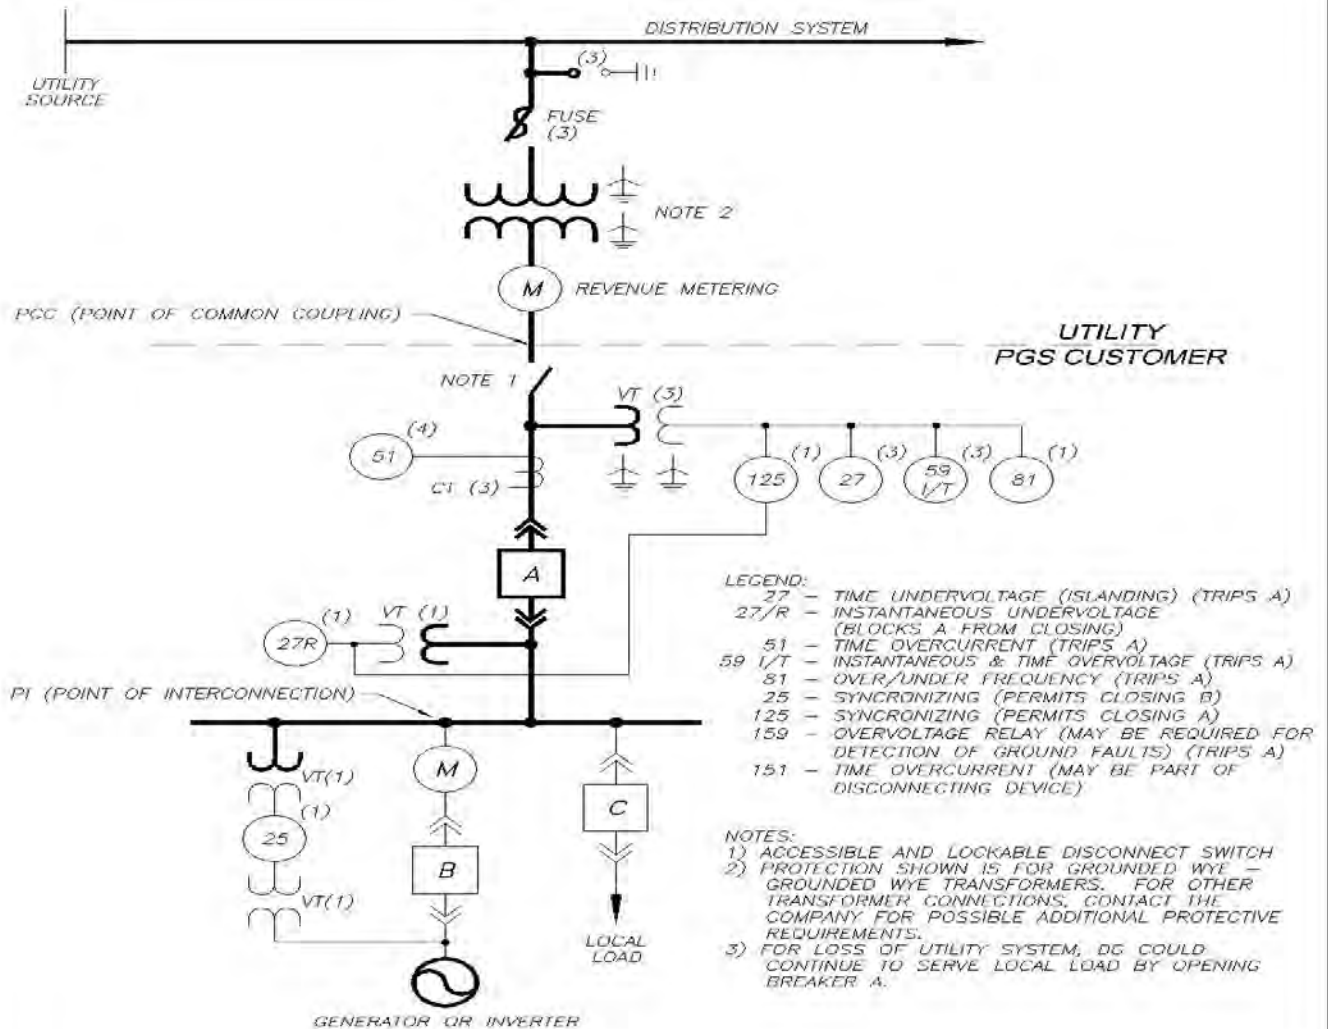 DISTRIBUTION SYSTEM
UTILITY
SOURCE
(3)
FUSE
(3)
NOTE 2
M
REVENUE METERING
PCC (POINT OF COMMON COUPLING)
UTILITY
PGS CUSTOMER
NOTE 1
VT (3)
51
(4)
CT (3)
125
(1)
27
(3)
59
I/T
(3)
81
(1)
A
27R
(1)
VT (1)
PI (POINT OF INTERCONNECTION)
VT(1)
(1)
25
VT(1)
M
B
C
LOCAL
LOAD
GENERATOR OR INVERTER
LEGEND:
27 – TIME UNDERVOLTAGE (ISLANDING) (TRIPS A)
27/R – INSTANTANEOUS UNDERVOLTAGE
(BLOCKS A FROM CLOSING)
51 – TIME OVERCURRENT (TRIPS A)
59 I/T – INSTANTANEOUS & TIME OVERVOLTAGE (TRIPS A)
81 – OVER/UNDER FREQUENCY (TRIPS A)
25 – SYNCRONIZING (PERMITS CLOSING B)
125 – SYNCRONIZING (PERMITS CLOSING A)
159 – OVERVOLTAGE RELAY (MAY BE REQUIRED FOR
DETECTION OF GROUND FAULTS) (TRIPS A)
151 – TIME OVERCURRENT (MAY BE PART OF
DISCONNECTING DEVICE)
NOTES:
1) ACCESSIBLE AND LOCKABLE DISCONNECT SWITCH
2) PROTECTION SHOWN IS FOR GROUNDED WYE –
GROUNDED WYE TRANSFORMERS. FOR OTHER
TRANSFORMER CONNECTIONS, CONTACT THE
COMPANY FOR POSSIBLE ADDITIONAL PROTECTIVE
REQUIREMENTS.
3) FOR LOSS OF UTILITY SYSTEM, DG COULD
CONTINUE TO SERVE LOCAL LOAD BY OPENING
BREAKER A.